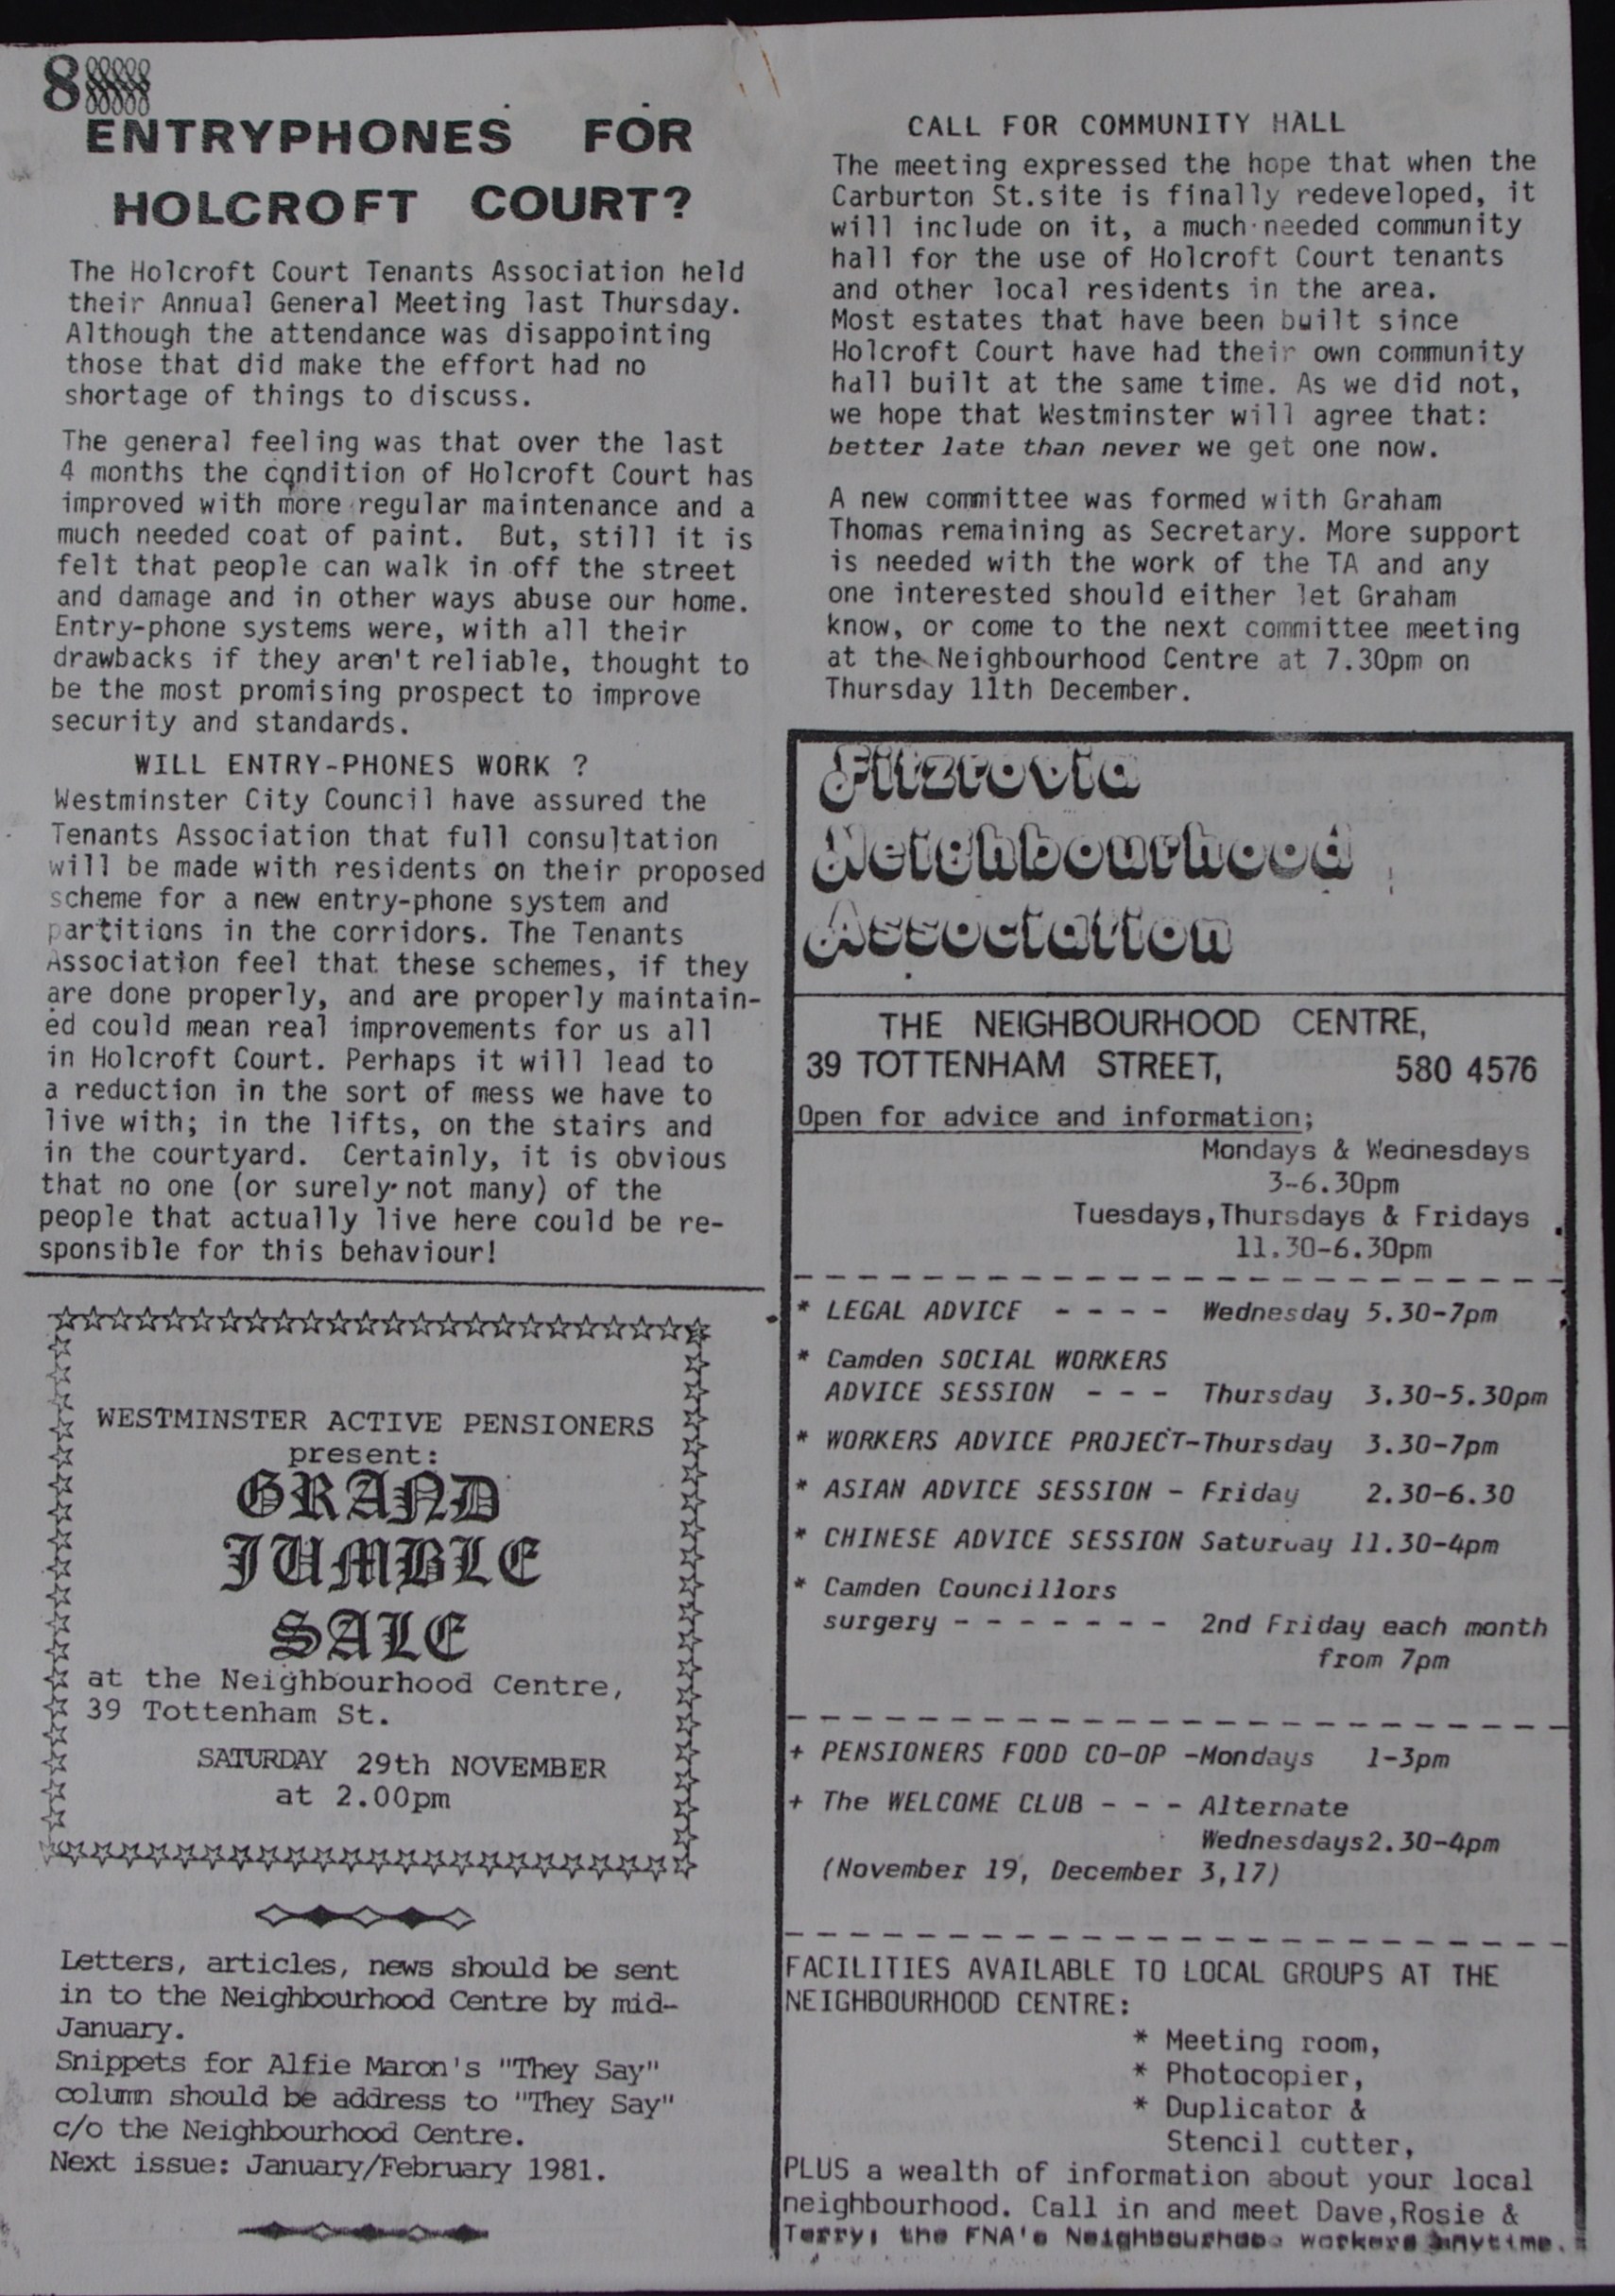 8
ENTRYPHONES FOR
HOLCROFT COURT?
The Holcroft Court Tenants Association held
their Annual General Meeting last Thursday.
Although the attendance was disappointing
those that did make the effort had no
shortage of things to discuss.
The general feeling was that over the last
4 months the condition of Holcroft Court has
improved with more regular maintenance and a
much needed coat of paint. But, still it is
felt that people can walk in off the street
and damage and in other ways abuse our home.
Entry-phone systems were, with all their
drawbacks if they aren't reliable, thought to
be the most promising prospect to improve
security and standards.
WILL ENTRY-PHONES WORK ?
Westminster City Council have assured the
Tenants Association that full consultation
will be made with residents on their proposed
scheme for a new entry-phone system and
partitions in the corridors. The Tenants
Association feel that these schemes, if they
are done properly, and are properly maintain-
ed could mean real improvements for us all
in Holcroft Court. Perhaps it will lead to
a reduction in the sort of mess we have to
live with; in the lifts, on the stairs and
in the courtyard. Certainly, it is obvious
that no one (or surely not many) of the
people that actually live here could be re-
sponsible for this behaviour!
WESTMINSTER ACTIVE PENSIONERS
present:
GRAND
JUMBLE
SALE
at the Neighbourhood Centre,
39 Tottenham St.
SATURDAY 29th NOVEMBER
at 2.00pm
Letters, articles, news should be sent
in to the Neighbourhood Centre by mid-
January.
Snippets for Alfie Maron's "They Say"
column should be address to "They Say"
c/o the Neighbourhood Centre.
Next issue: January/February 1981.
CALL FOR COMMUNITY HALL
The meeting expressed the hope that when the
Carburton St.site is finally redeveloped, it
will include on it, a much needed community
hall for the use of Holcroft Court tenants
and other local residents in the area.
Most estates that have been built since
Holcroft Court have had their own community
hall built at the same time. As we did not,
we hope that Westminster will agree that:
better late than never we get one now.
A new committee was formed with Graham
Thomas remaining as Secretary. More support
is needed with the work of the TA and any
one interested should either let Graham
know, or come to the next committee meeting
at the Neighbourhood Centre at 7.30pm on
Thursday 11th December.
Fitzrovia
Neighbourhood
Association
THE NEIGHBOURHOOD CENTRE,
39 TOTTENHAM STREET, 580 4576
Open for advice and information;
Mondays & Wednesdays
3-6.30pm
Tuesdays,Thursdays & Fridays
11.30-6.30pm
* LEGAL ADVICE - - - - Wednesday 5.30-7pm
* Camden SOCIAL WORKERS
ADVICE SESSION - - - Thursday 3.30-5.30pm
* WORKERS ADVICE PROJECT-Thursday 3.30-7pm
* ASIAN ADVICE SESSION - Friday 2.30-6.30
* CHINESE ADVICE SESSION Saturday 11.30-4pm
* Camden Councillors
surgery - - - - - - - 2nd Friday each month
from 7pm
+ PENSIONERS FOOD CO-OP -Mondays 1-3pm
+ The WELCOME CLUB - - - Alternate
Wednesdays2.30-4pm
(November 19, December 3,17)
FACILITIES AVAILABLE TO LOCAL GROUPS AT THE
NEIGHBOURHOOD CENTRE:
* Meeting room,
* Photocopier,
* Duplicator &
Stencil cutter,
PLUS a wealth of information about your local
neighbourhood. Call in and meet Dave,Rosie &
Terry, the FNA's Neighbourhood workers anytime.